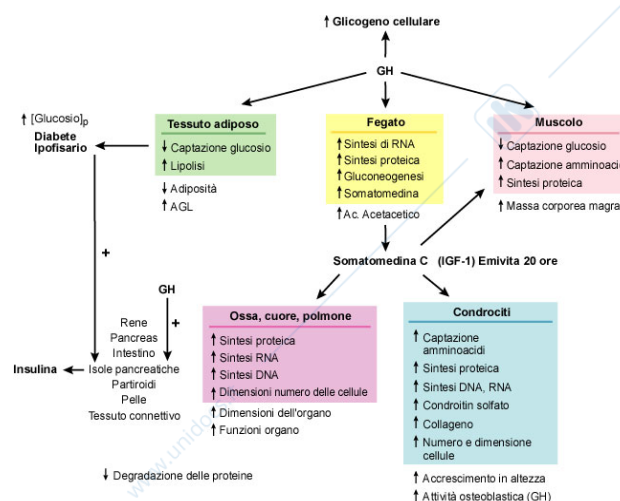 ↑ Glicogeno cellulare
GH
↑ [Glucosio]p
Diabete
Ipofisario
Tessuto adiposo
↓ Captazione glucosio
↑ Lipolisi
↓ Adiposità
↑ AGL
Fegato
↑ Sintesi di RNA
↑ Sintesi proteica
↑ Gluconeogenesi
↑ Somatomedina
↑ Ac. Acetacetico
Muscolo
↓ Captazione glucosio
↑ Captazione amminoacid
↑ Sintesi proteica
↑ Massa corporea magra
Somatomedina C (IGF-1) Emivita 20 ore
+
GH
+
Rene
Pancreas
Intestino
Insulina
Isole pancreatiche
Partiroidi
Pelle
Tessuto connettivo
Ossa, cuore, polmone
↑ Sintesi proteica
↑ Sintesi RNA
↑ Sintesi DNA
↑ Dimensioni numero delle cellule
↑ Dimensioni dell'organo
↑ Funzioni organo
Condrociti
↑ Captazione
amminoacidi
↑ Sintesi proteica
↑ Sintesi DNA, RNA
↑ Condroitin solfato
↑ Collageno
↑ Numero e dimensione
cellule
↑ Accrescimento in altezza
↑ Attività osteoblastica (GH)
↓ Degradazione delle proteine